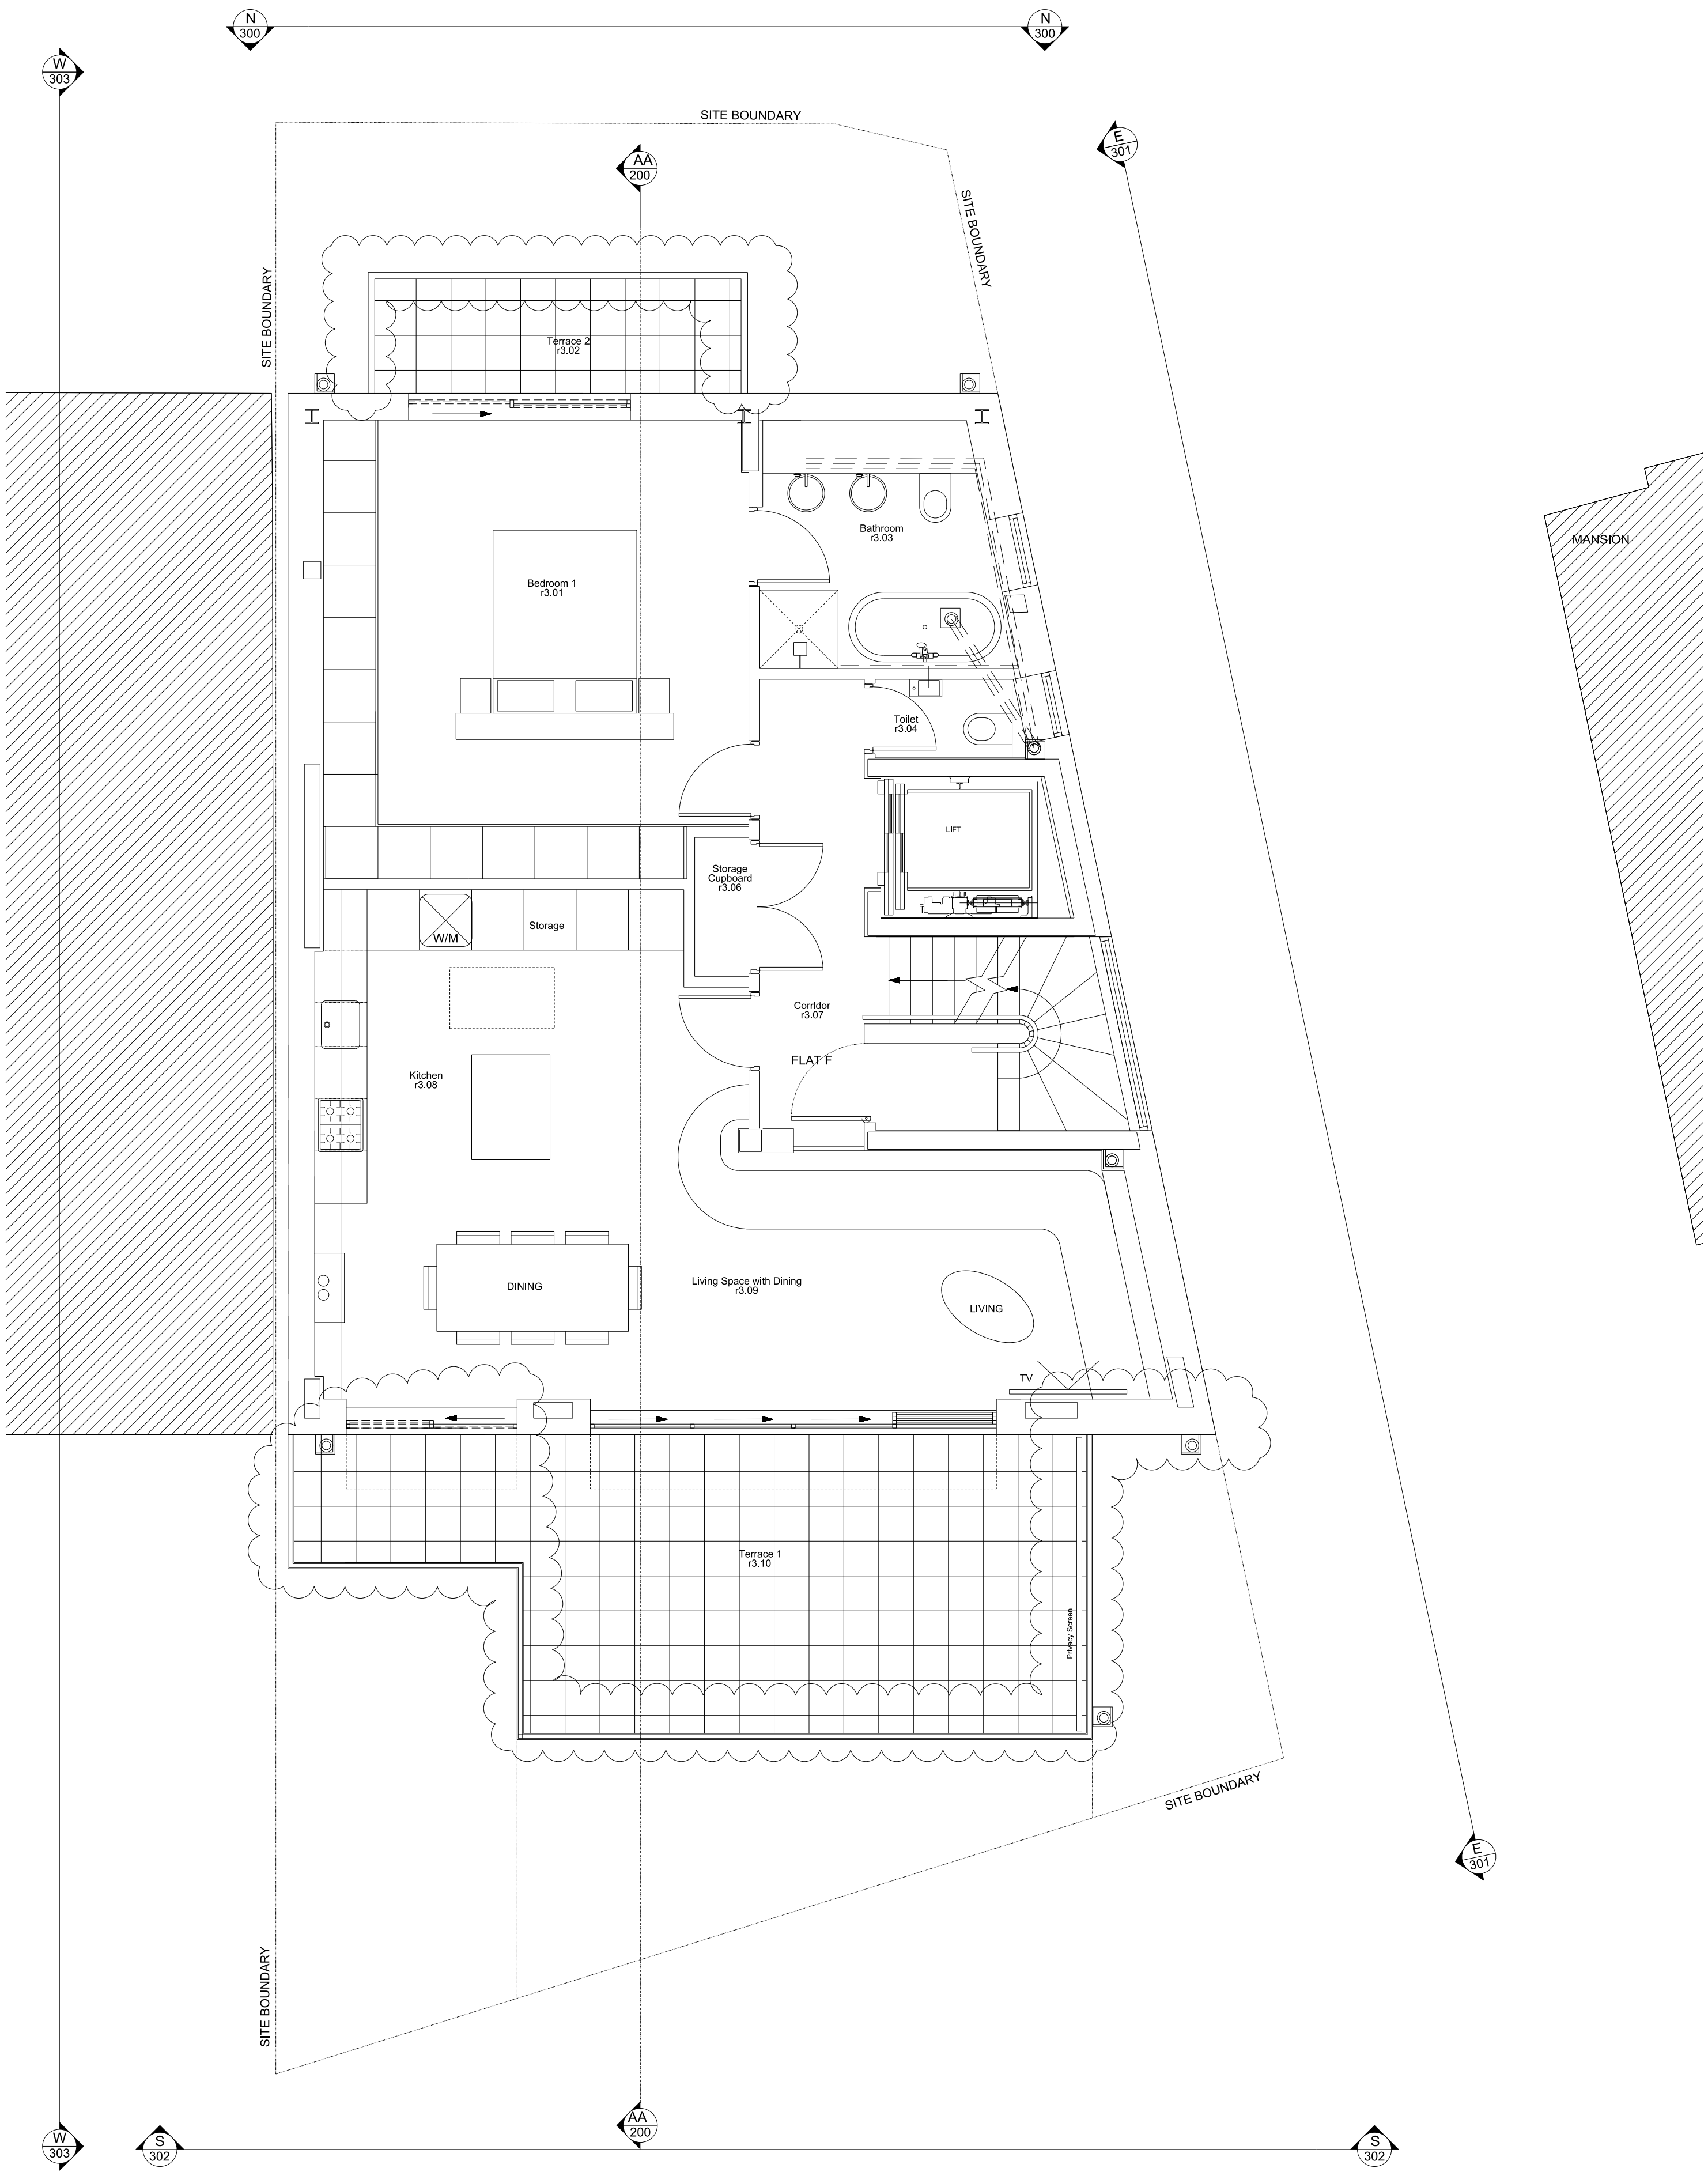 N
300
N
300
W
303
SITE BOUNDARY
E
301
AA
200
SITE BOUNDARY
SITE BOUNDARY
Terrace 2
r3.02
Bathroom
r3.03
MANSION
Bedroom 1
r3.01
Toilet
r3.04
LIFT
Storage
Cupboard
r3.06
Storage
W/M
Corridor
r3.07
FLAT F
Kitchen
r3.08
DINING
Living Space with Dining
r3.09
LIVING
TV
Terrace 1
r3.10
Privacy Screen
SITE BOUNDARY
E
301
SITE BOUNDARY
AA
200
W
303
S
302
S
302